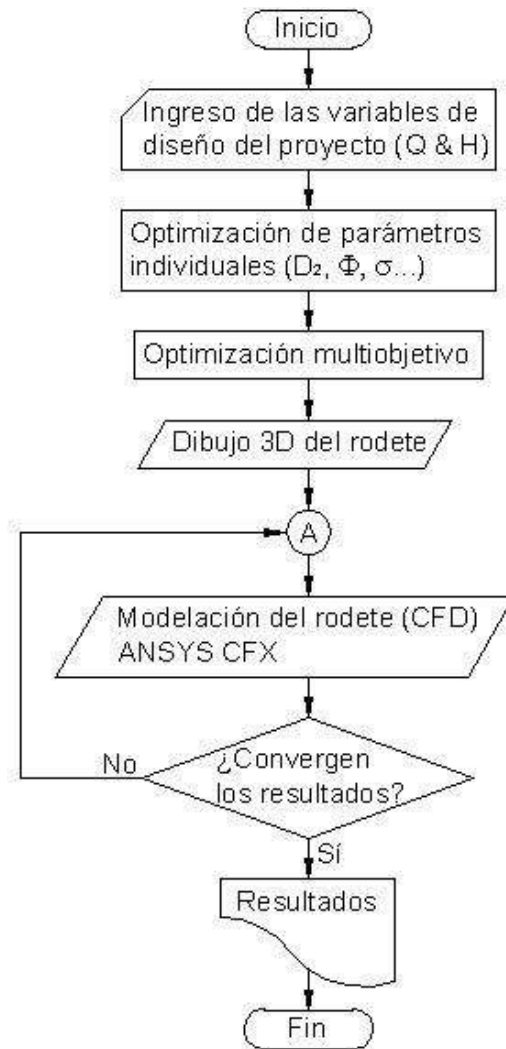 Inicio
Ingreso de las variables de
diseño del proyecto (Q & H)
Optimización de parámetros
individuales (D₂, Φ, σ...)
Optimización multiobjetivo
Dibujo 3D del rodete
A
Modelación del rodete (CFD)
ANSYS CFX
¿Convergen
los resultados?
No
Sí
Resultados
Fin